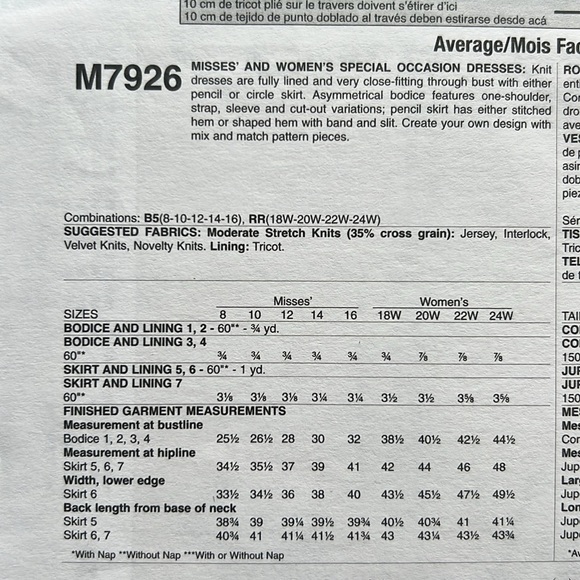 10 cm de tricot plié sur le travers doivent s'étirer d'ici
10 cm de tejido de punto doblado al través deben estirarse desde acá
Average/Mois Fac
M7926
MISSES' AND WOMEN'S SPECIAL OCCASION DRESSES: Knit
dresses are fully lined and very close-fitting through bust with either
pencil or circle skirt. Asymmetrical bodice features one-shoulder,
strap, sleeve and cut-out variations; pencil skirt has either stitched
hem or shaped hem with band and slit. Create your own design with
mix and match pattern pieces.
Combinations: B5(8-10-12-14-16), RR(18W-20W-22W-24W)
SUGGESTED FABRICS: Moderate Stretch Knits (35% cross grain): Jersey, Interlock,
Velvet Knits, Novelty Knits. Lining: Tricot.
Misses' Women's
SIZES 8 10 12 14 16 18W 20W 22W 24W
BODICE AND LINING 1, 2 - 60"* - ¾ yd.
BODICE AND LINING 3, 4
60"* ¾ ¾ ¾ ¾ ¾ ¾ ⅞ ⅞ ⅞
SKIRT AND LINING 5, 6 - 60"* - 1 yd.
SKIRT AND LINING 7
60"* 3⅛ 3⅛ 3⅛ 3¼ 3¼ 3½ 3½ 3⅝ 3⅝
FINISHED GARMENT MEASUREMENTS
Measurement at bustline
Bodice 1, 2, 3, 4 25½ 26½ 28 30 32 38½ 40½ 42½ 44½
Measurement at hipline
Skirt 5, 6, 7 34½ 35½ 37 39 41 42 44 46 48
Width, lower edge
Skirt 6 33½ 34½ 36 38 40 43½ 45½ 47½ 49½
Back length from base of neck
Skirt 5 38¾ 39 39¼ 39½ 39¾ 40½ 40¾ 41 41¼
Skirt 6, 7 40¾ 41 41¼ 41½ 41¾ 43 43¼ 43½ 43¾
*With Nap **Without Nap ***With or Without Nap